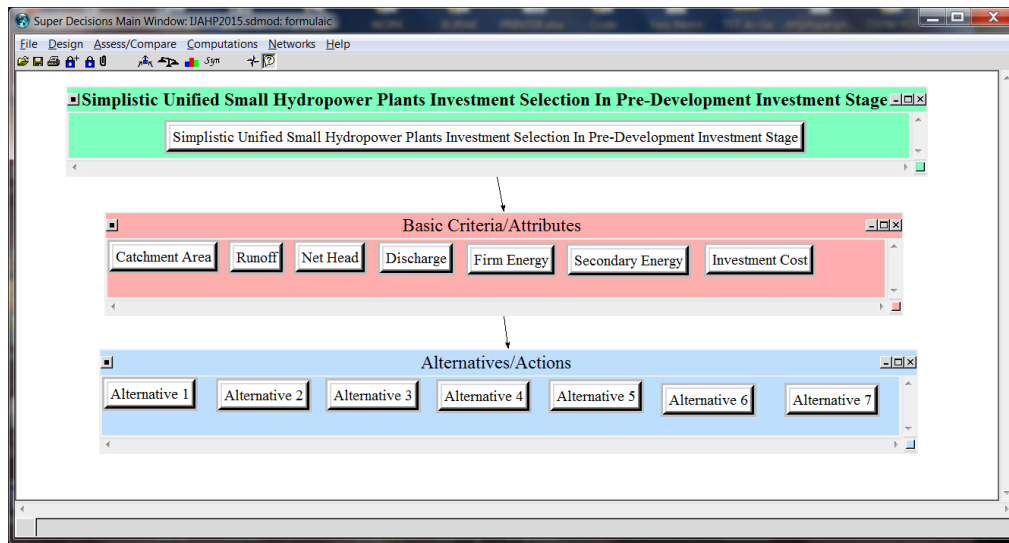 Super Decisions Main Window: IJAHP2015.sdmod: formulaic
File Design Assess/Compare Computations Networks Help
Syn
Simplistic Unified Small Hydropower Plants Investment Selection In Pre-Development Investment Stage
Simplistic Unified Small Hydropower Plants Investment Selection In Pre-Development Investment Stage
Basic Criteria/Attributes
Catchment Area Runoff Net Head Discharge Firm Energy Secondary Energy Investment Cost
Alternatives/Actions
Alternative 1 Alternative 2 Alternative 3 Alternative 4 Alternative 5 Alternative 6 Alternative 7